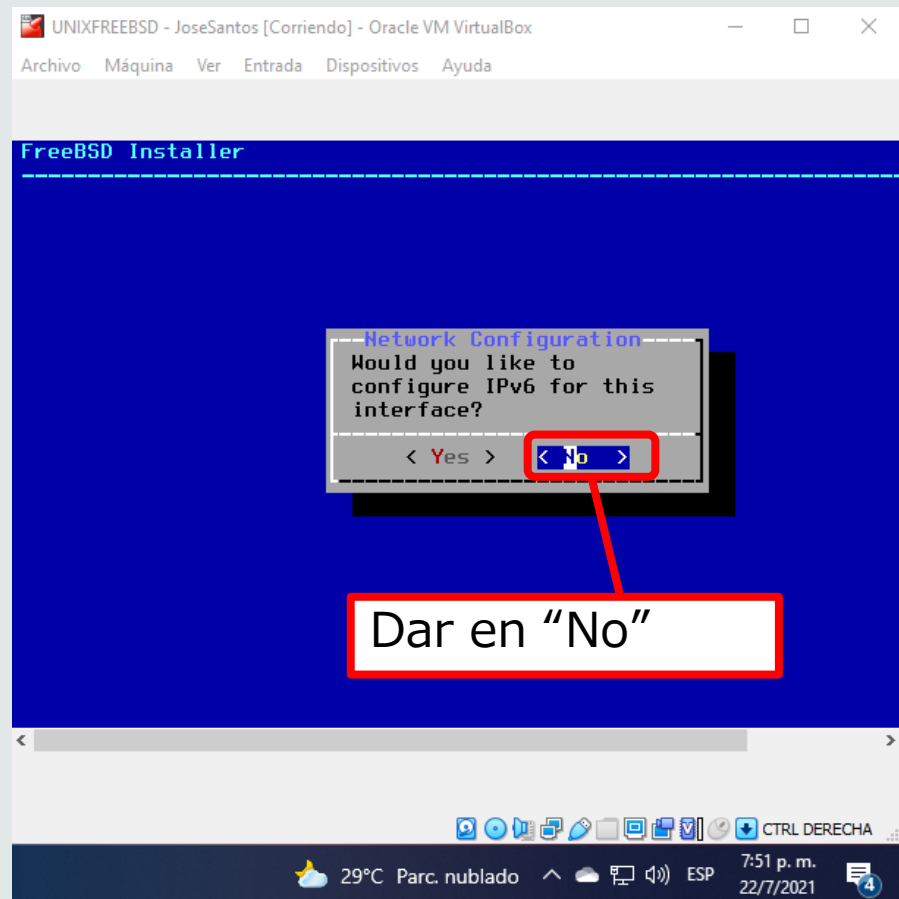 UNIXFREEBSD - JoseSantos [Corriendo] - Oracle VM VirtualBox
Archivo Máquina Ver Entrada Dispositivos Ayuda
FreeBSD Installer
Network Configuration
Would you like to
configure IPv6 for this
interface?
< Yes > < No >
Dar en “No”
CTRL DERECHA
29°C Parc. nublado ESP 7:51 p. m.
22/7/2021
4